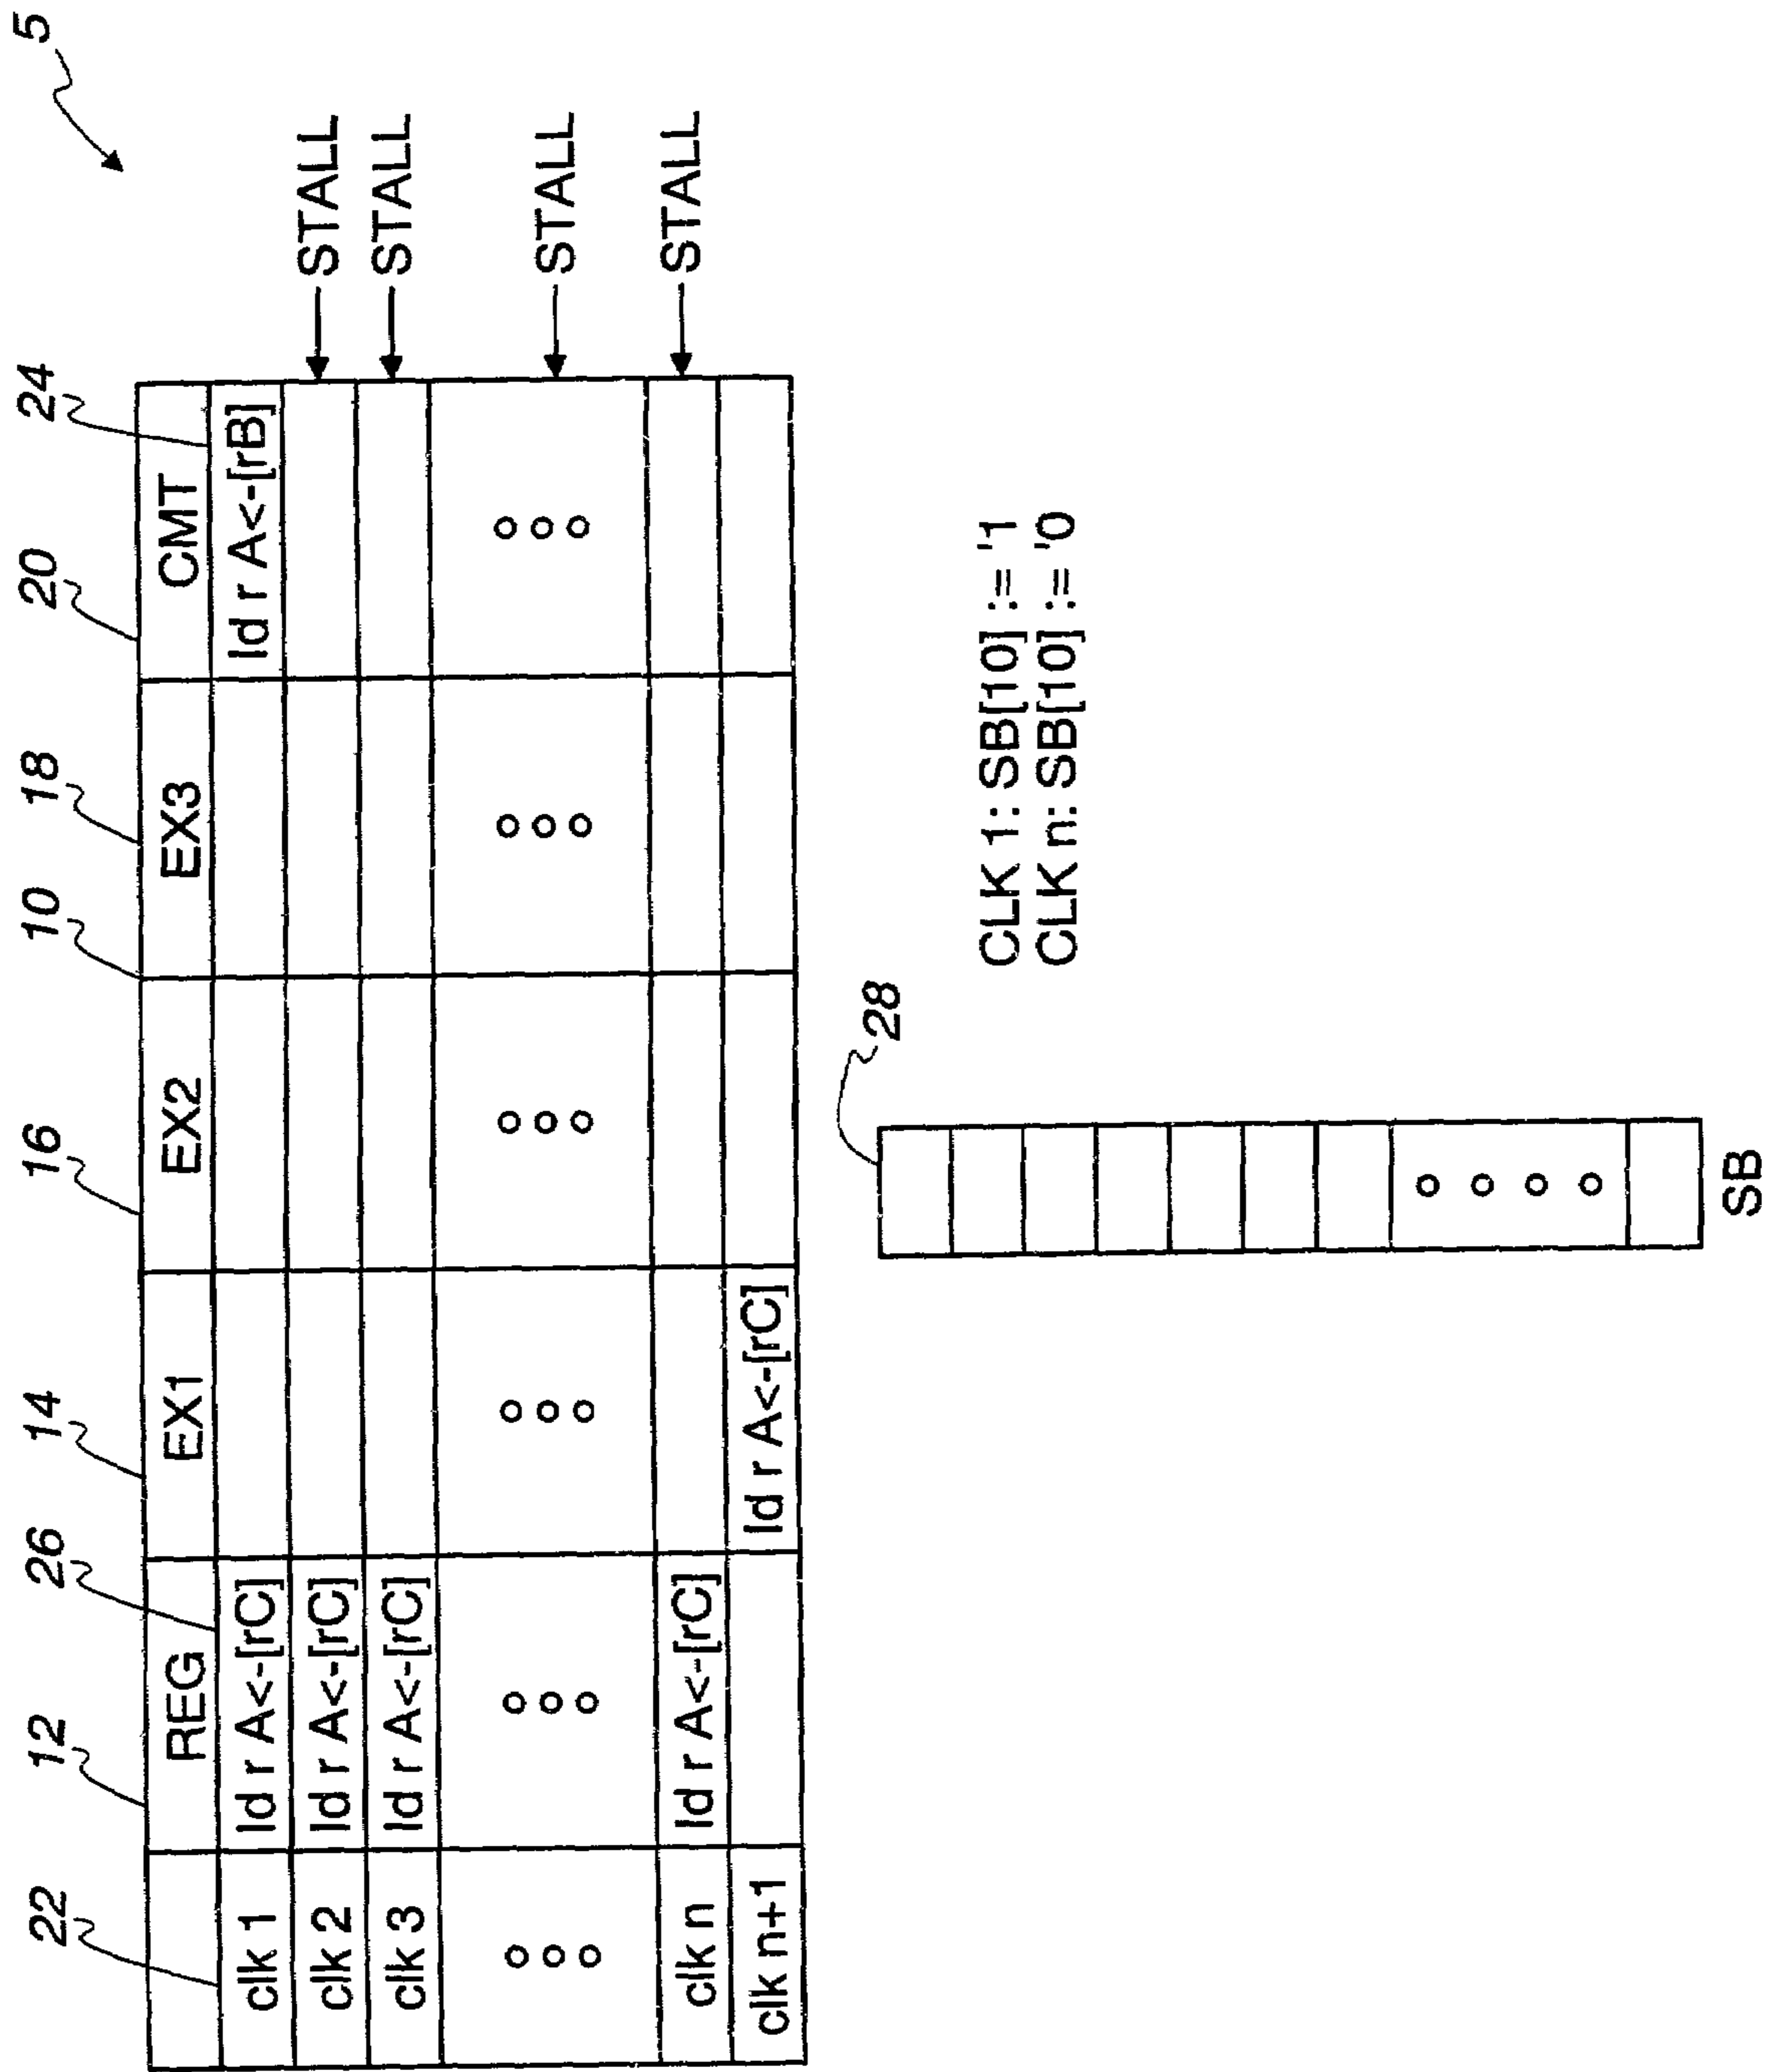 5
22 12 26 14 16 10 18 20 24
REG EX1 EX2 EX3 CMT
clk 1 ld r A<-[rC] ld r A<-[rB]
clk 2 ld r A<-[rC] STALL
clk 3 ld r A<-[rC] STALL
STALL
clk n ld r A<-[rC] STALL
clk n+1 ld r A<-[rC]
28
CLK 1: SB[10] := '1
CLK n: SB[10] := '0
SB